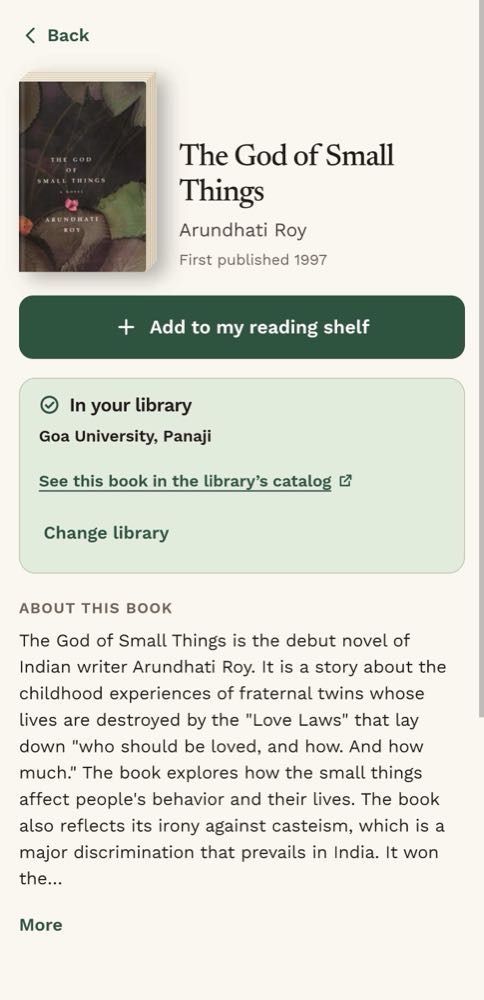 Back
THE GOD
OF
SMALL THINGS
A NOVEL
ARUNDHATI
ROY
The God of Small
Things
Arundhati Roy
First published 1997
Add to my reading shelf
In your library
Goa University, Panaji
See this book in the library’s catalog
Change library
ABOUT THIS BOOK
The God of Small Things is the debut novel of
Indian writer Arundhati Roy. It is a story about the
childhood experiences of fraternal twins whose
lives are destroyed by the "Love Laws" that lay
down "who should be loved, and how. And how
much." The book explores how the small things
affect people's behavior and their lives. The book
also reflects its irony against casteism, which is a
major discrimination that prevails in India. It won
the...
More